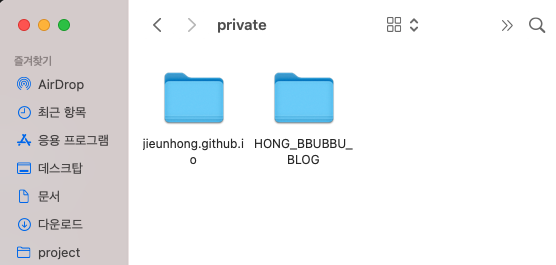 private
즐겨찾기
AirDrop
최근 항목
응용 프로그램
데스크탑
문서
다운로드
project
jieunhong.github.i
o
HONG_BBUBBU_
BLOG